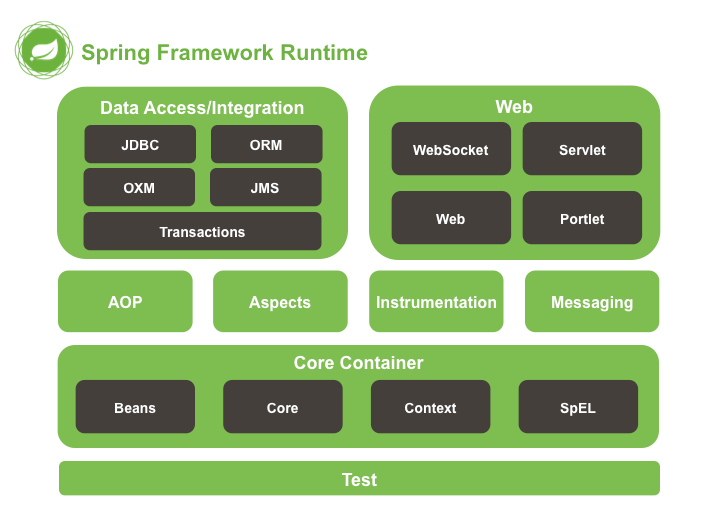 Spring Framework Runtime
Data Access/Integration
JDBC
ORM
OXM
JMS
Transactions
Web
WebSocket
Servlet
Web
Portlet
AOP
Aspects
Instrumentation
Messaging
Core Container
Beans
Core
Context
SpEL
Test